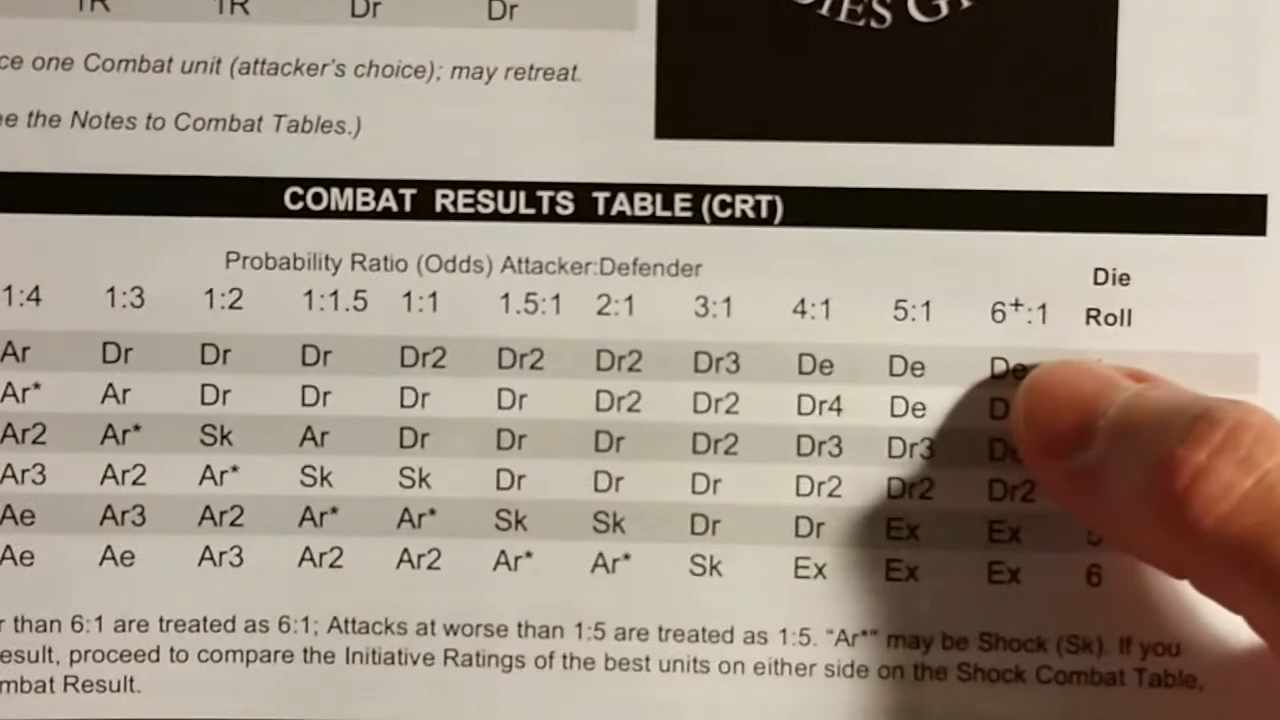 1R 1R Dr Dr
IES G
ce one Combat unit (attacker's choice); may retreat.
e the Notes to Combat Tables.)
COMBAT RESULTS TABLE (CRT)
Probability Ratio (Odds) Attacker:Defender
Die
1:4 1:3 1:2 1:1.5 1:1 1.5:1 2:1 3:1 4:1 5:1 6+:1 Roll
Ar Dr Dr Dr Dr2 Dr2 Dr2 Dr3 De De De
Ar* Ar Dr Dr Dr Dr Dr2 Dr2 Dr4 De D
Ar2 Ar* Sk Ar Dr Dr Dr Dr2 Dr3 Dr3 D
Ar3 Ar2 Ar* Sk Sk Dr Dr Dr Dr2 Dr2 Dr2
Ae Ar3 Ar2 Ar* Ar* Sk Sk Dr Dr Ex Ex 5
Ae Ae Ar3 Ar2 Ar2 Ar* Ar* Sk Ex Ex Ex 6
r than 6:1 are treated as 6:1; Attacks at worse than 1:5 are treated as 1:5. "Ar*" may be Shock (Sk). If you
esult, proceed to compare the Initiative Ratings of the best units on either side on the Shock Combat Table,
mbat Result.